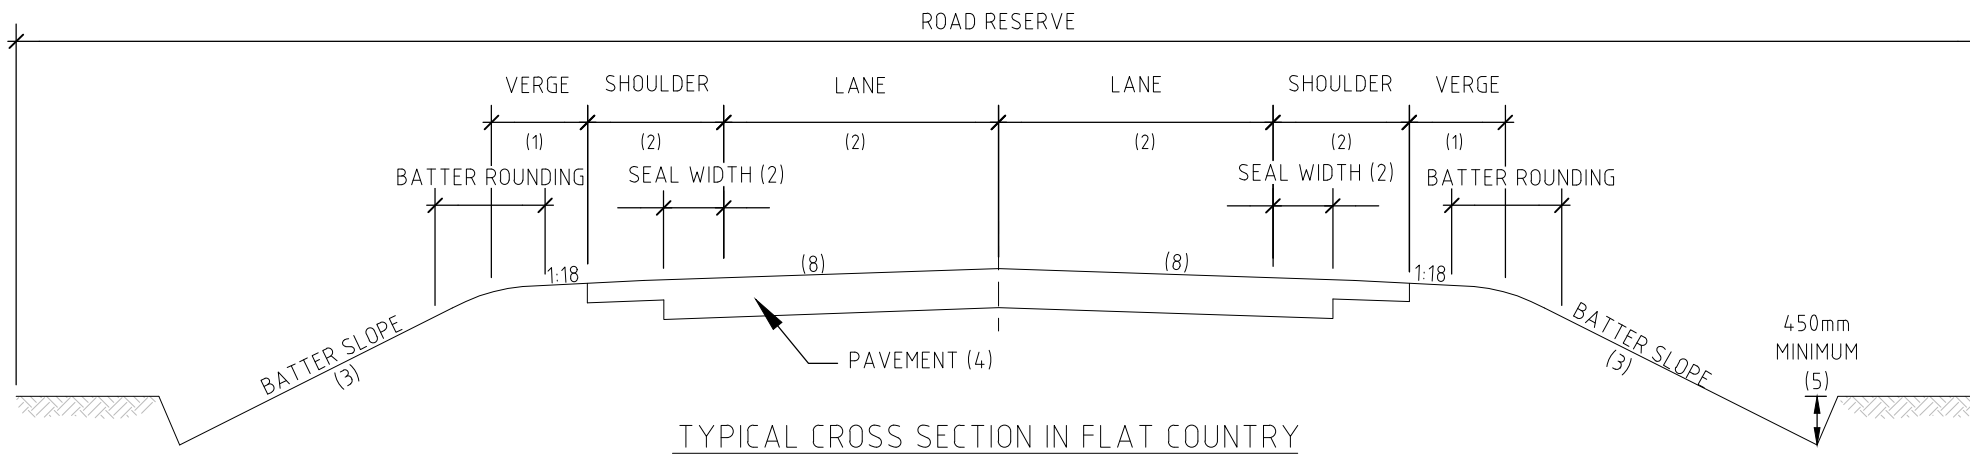 ROAD RESERVE
VERGE SHOULDER LANE LANE SHOULDER VERGE
(1) (2) (2) (2) (2) (1)
BATTER ROUNDING SEAL WIDTH (2) SEAL WIDTH (2) BATTER ROUNDING
1:18 (8) (8) 1:18
BATTER SLOPE
(3)
PAVEMENT (4)
BATTER SLOPE
(3)
450mm
MINIMUM
(5)
TYPICAL CROSS SECTION IN FLAT COUNTRY